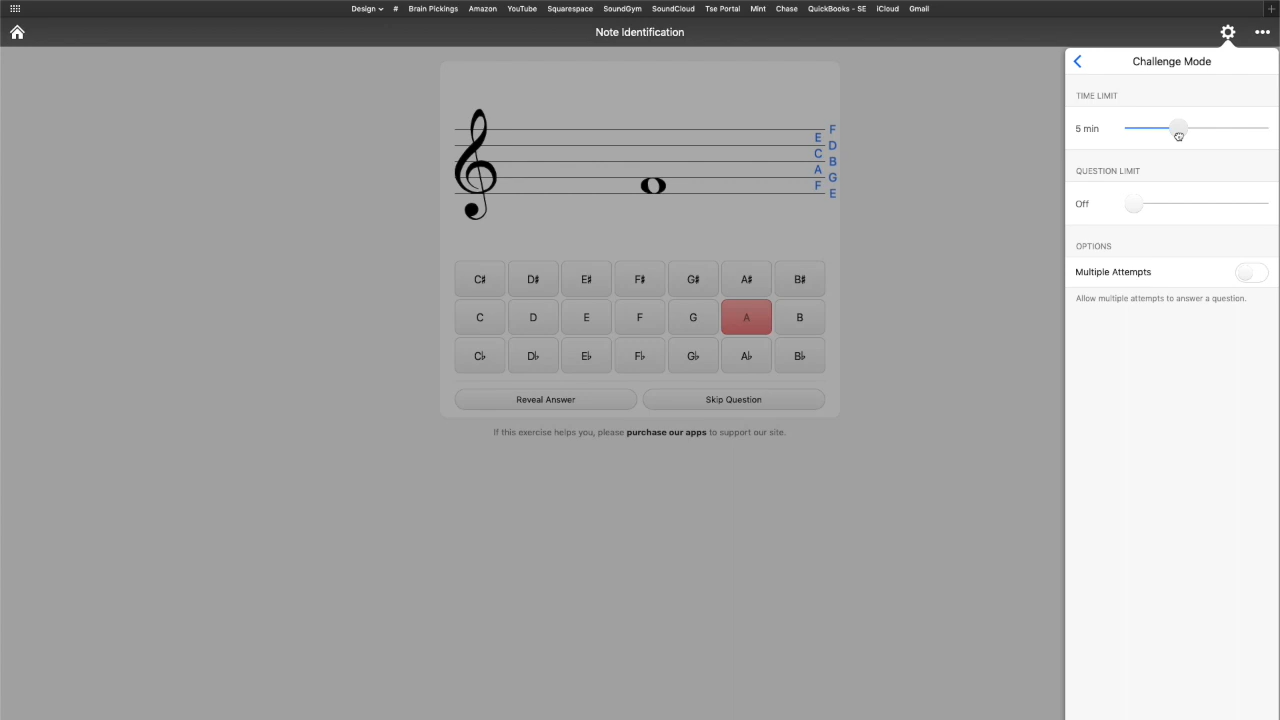 Design # Brain Pickings Amazon YouTube Squarespace SoundGym SoundCloud Tse Portal Mint Chase QuickBooks - SE iCloud Gmail
Note Identification
Challenge Mode
TIME LIMIT
5 min
QUESTION LIMIT
Off
OPTIONS
Multiple Attempts
Allow multiple attempts to answer a question.
F
E
D
C
B
A
G
F
E
C♯ D♯ E♯ F♯ G♯ A♯ B♯
C D E F G A B
C♭ D♭ E♭ F♭ G♭ A♭ B♭
Reveal Answer Skip Question
If this exercise helps you, please purchase our apps to support our site.